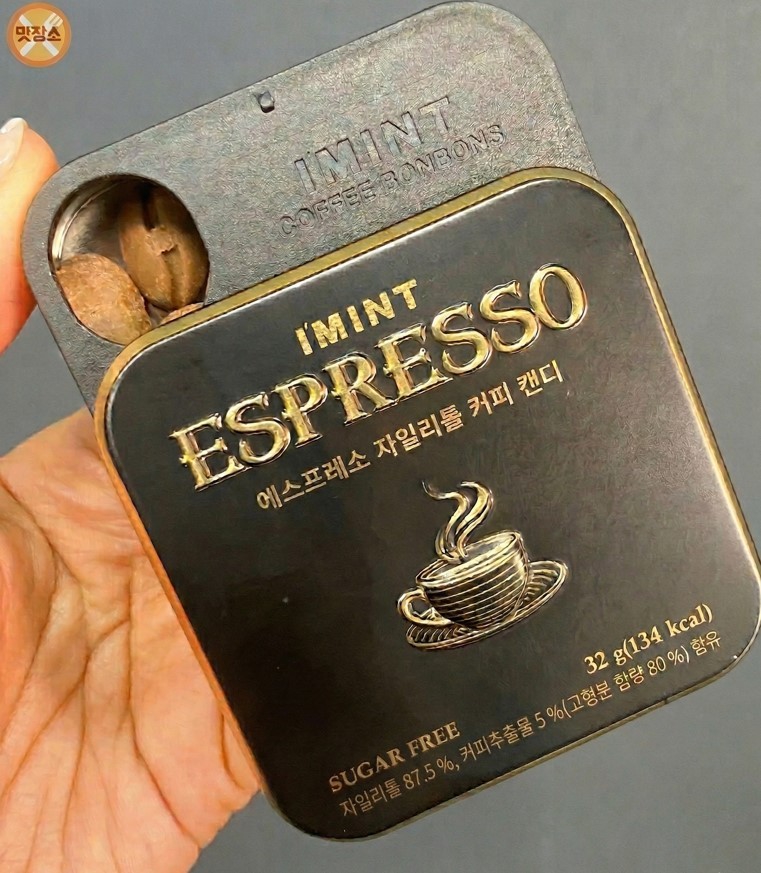 맛장소
I'MINT
COFFEE BONBONS
I'MINT
ESPRESSO
에스프레소 자일리톨 커피 캔디
32 g(134 kcal)
SUGAR FREE
자일리톨 87.5 %, 커피추출물 5 %(고형분 함량 80 %) 함유